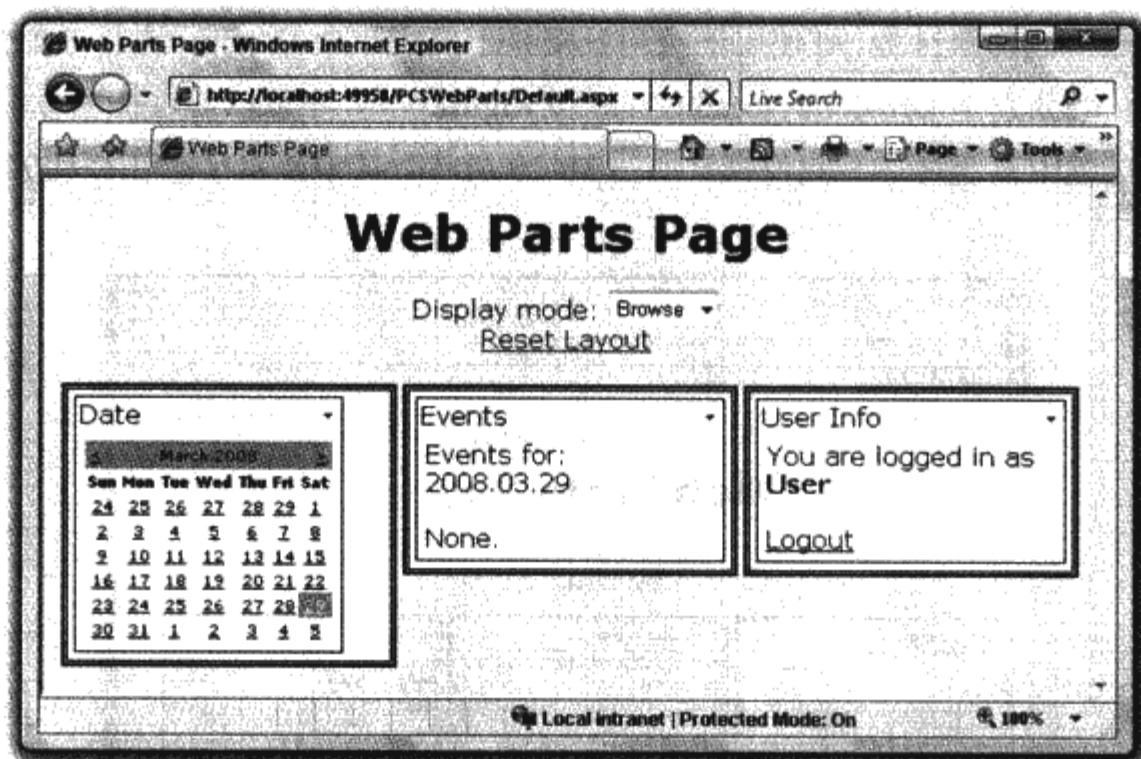 Web Parts Page - Windows Internet Explorer
http://localhost:49958/PCSWebParts/Default.aspx
Live Search
Web Parts Page
Page
Tools
Web Parts Page
Display mode: Browse
Reset Layout
Date
< March 2008 >
Sun Mon Tue Wed Thu Fri Sat
24 25 26 27 28 29 1
2 3 4 5 6 7 8
9 10 11 12 13 14 15
16 17 18 19 20 21 22
23 24 25 26 27 28 29
30 31 1 2 3 4 5
Events
Events for:
2008.03.29
None.
User Info
You are logged in as
User
Logout
Local intranet | Protected Mode: On
100%